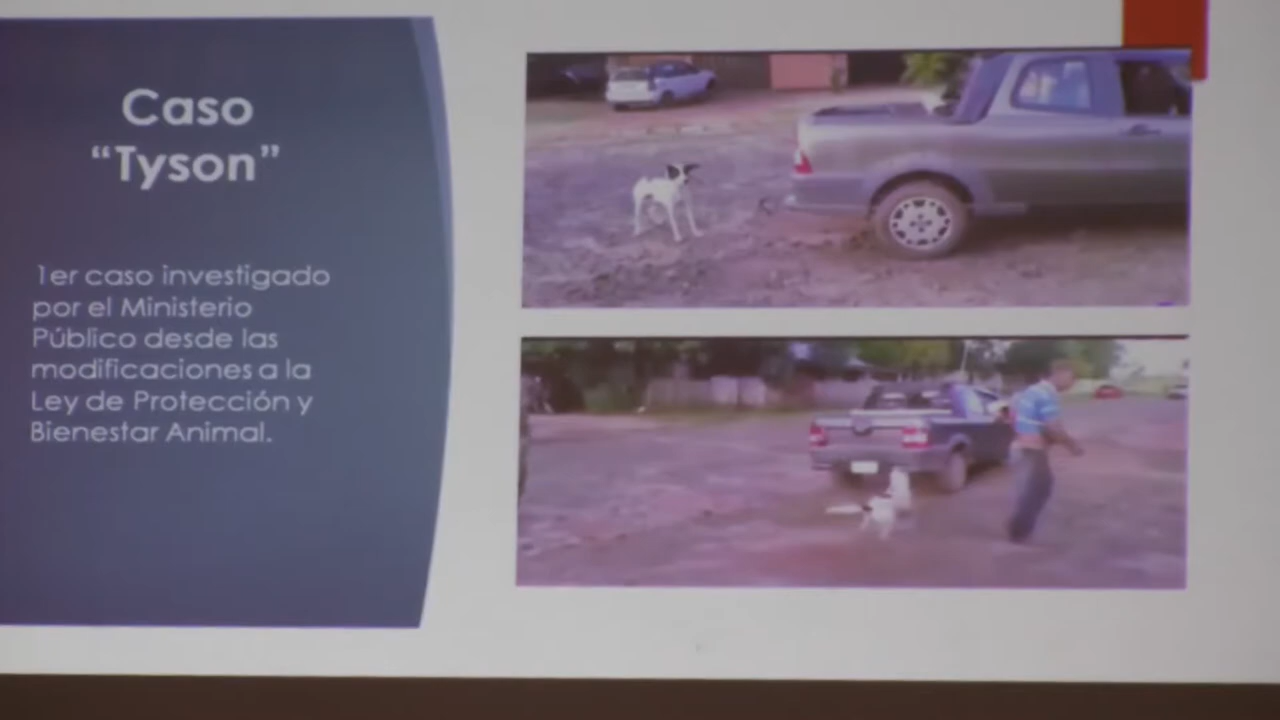 Caso
“Tyson”
1er caso investigado
por el Ministerio
Público desde las
modificaciones a la
Ley de Protección y
Bienestar Animal.